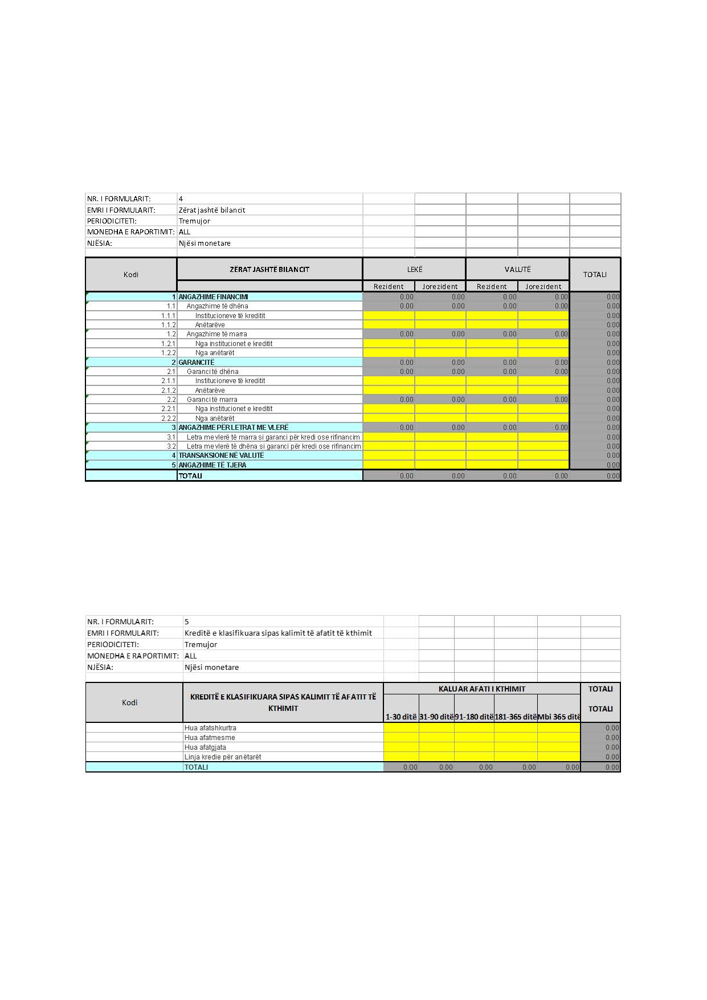 NR. I FORMULARIT: 4
EMRI I FORMULARIT: Zërat jashtë bilancit
PERIODICITETI: Tremujor
MONEDHA E RAPORTIMIT: ALL
NJËSIA: Njësi monetare
Kodi ZËRAT JASHTË BILANCIT LEKË VALUTË TOTALI
Rezident Jorezident Rezident Jorezident
1 ANGAZHIME FINANCIMI 0.00 0.00 0.00 0.00 0.00
1.1 Angazhime të dhëna 0.00 0.00 0.00 0.00 0.00
1.1.1 Institucioneve të kreditit 0.00
1.1.2 Anëtarëve 0.00
1.2 Angazhime të marra 0.00 0.00 0.00 0.00 0.00
1.2.1 Nga institucionet e kreditit 0.00
1.2.2 Nga anëtarët 0.00
2 GARANCITË 0.00 0.00 0.00 0.00 0.00
2.1 Garanci të dhëna 0.00 0.00 0.00 0.00 0.00
2.1.1 Institucioneve të kreditit 0.00
2.1.2 Anëtarëve 0.00
2.2 Garanci të marra 0.00 0.00 0.00 0.00 0.00
2.2.1 Nga institucionet e kreditit 0.00
2.2.2 Nga anëtarët 0.00
3 ANGAZHIME PËR LETRAT ME VLERË 0.00 0.00 0.00 0.00 0.00
3.1 Letra me vlerë të marra si garanci për kredi ose rifinancim 0.00
3.2 Letra me vlerë të dhëna si garanci për kredi ose rifinancim 0.00
4 TRANSAKSIONE NË VALUTË 0.00
5 ANGAZHIME TË TJERA 0.00
TOTALI 0.00 0.00 0.00 0.00 0.00
NR. I FORMULARIT: 5
EMRI I FORMULARIT: Kreditë e klasifikuara sipas kalimit të afatit të kthimit
PERIODICITETI: Tremujor
MONEDHA E RAPORTIMIT: ALL
NJËSIA: Njësi monetare
Kodi KREDITË E KLASIFIKUARA SIPAS KALIMIT TË AFATIT TË KTHIMIT KALUAR AFATI I KTHIMIT TOTALI
1-30 ditë 31-90 ditë 91-180 ditë 181-365 ditë Mbi 365 ditë TOTALI
Hua afatshkurtra 0.00
Hua afatmesme 0.00
Hua afatgjata 0.00
Linja kredie për anëtarët 0.00
TOTALI 0.00 0.00 0.00 0.00 0.00 0.00